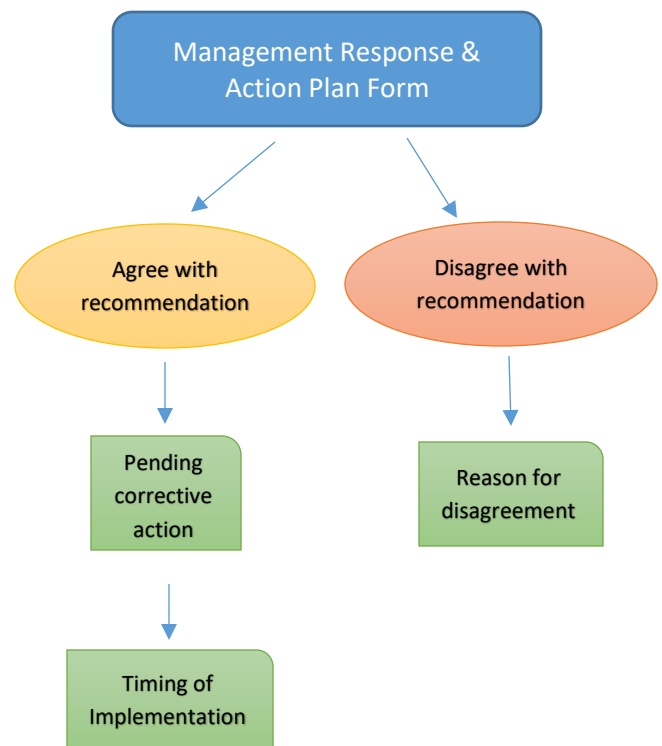 Management Response &
Action Plan Form
Agree with
recommendation
Disagree with
recommendation
Pending
corrective
action
Reason for
disagreement
Timing of
Implementation